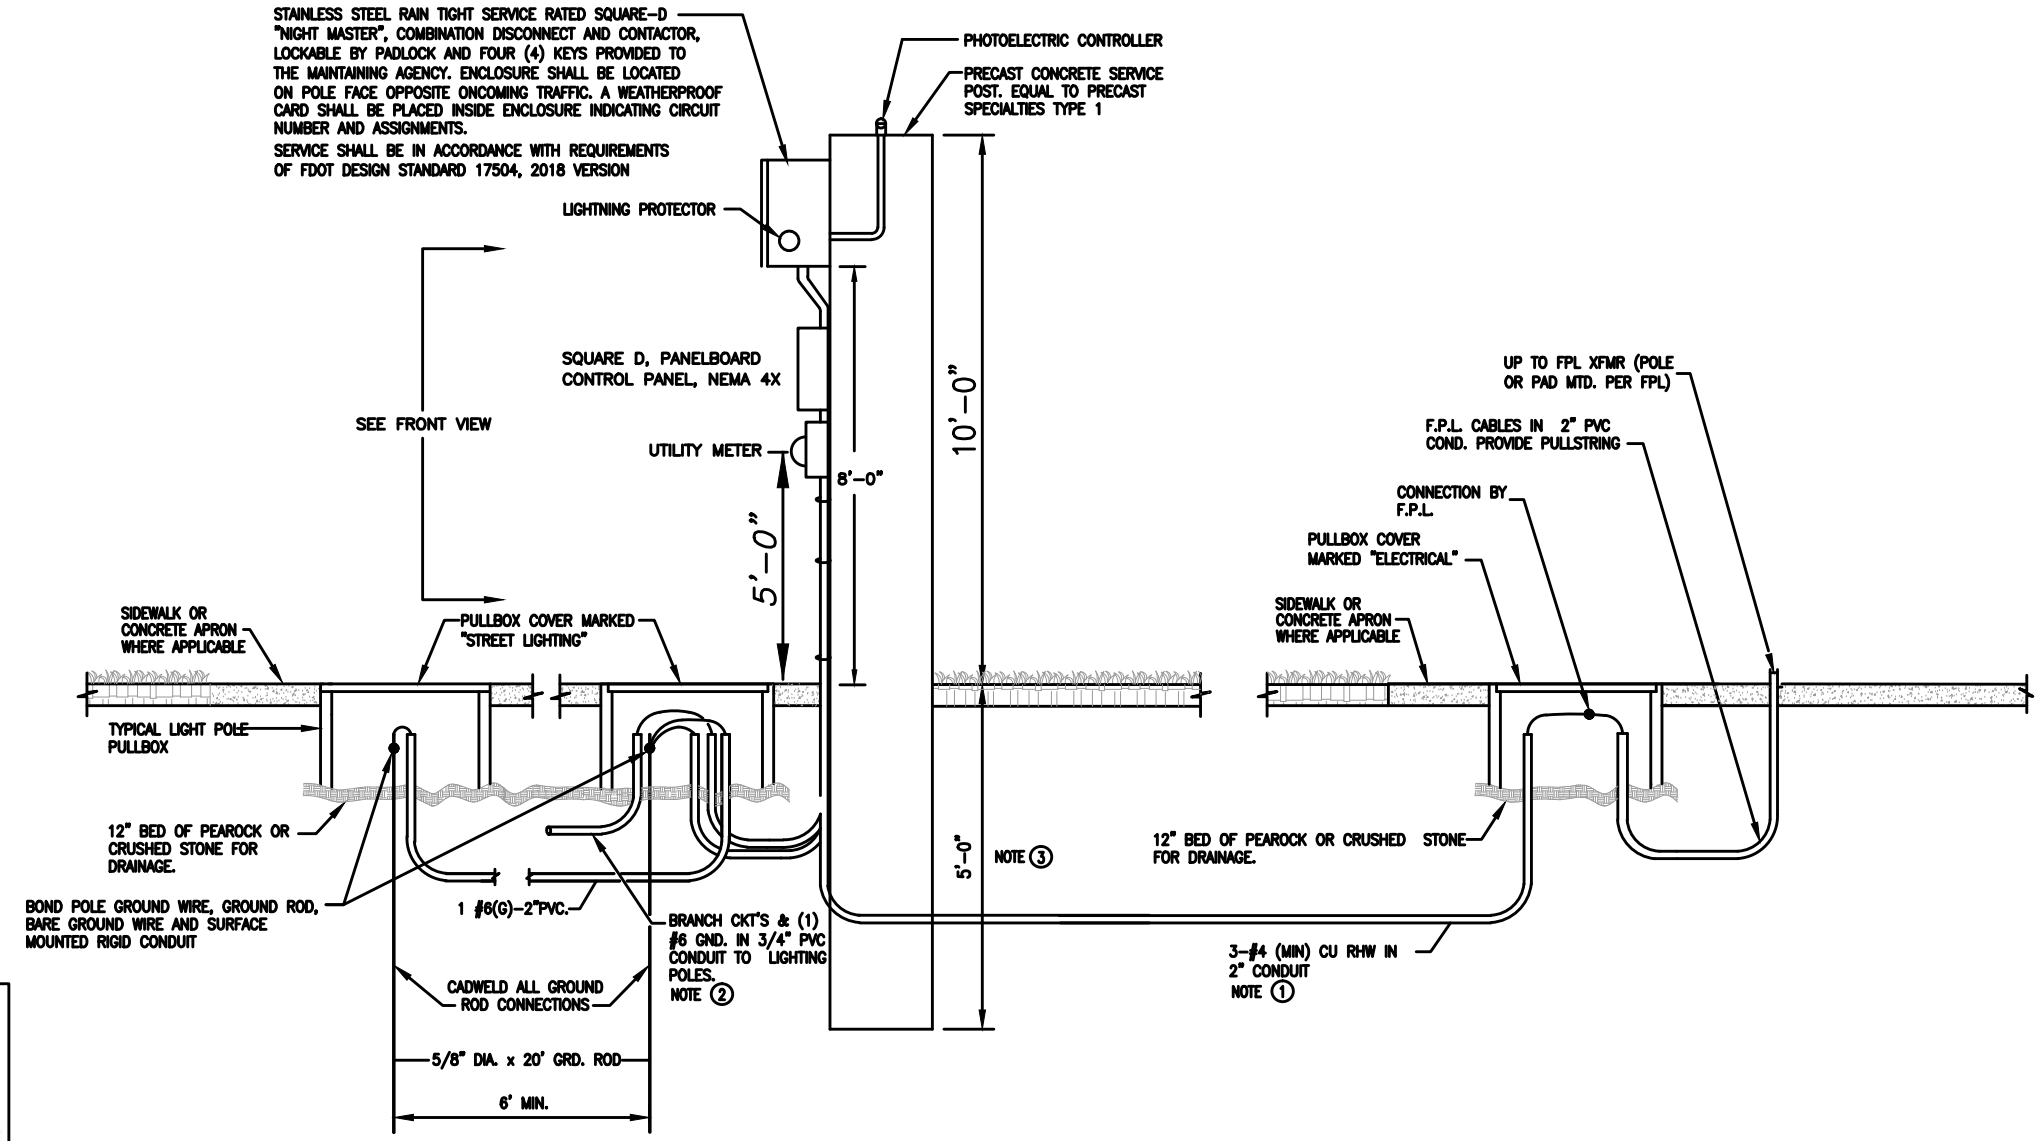 STAINLESS STEEL RAIN TIGHT SERVICE RATED SQUARE-D
"NIGHT MASTER", COMBINATION DISCONNECT AND CONTACTOR,
LOCKABLE BY PADLOCK AND FOUR (4) KEYS PROVIDED TO
THE MAINTAINING AGENCY. ENCLOSURE SHALL BE LOCATED
ON POLE FACE OPPOSITE ONCOMING TRAFFIC. A WEATHERPROOF
CARD SHALL BE PLACED INSIDE ENCLOSURE INDICATING CIRCUIT
NUMBER AND ASSIGNMENTS.
SERVICE SHALL BE IN ACCORDANCE WITH REQUIREMENTS
OF FDOT DESIGN STANDARD 17504, 2018 VERSION
PHOTOELECTRIC CONTROLLER
PRECAST CONCRETE SERVICE
POST. EQUAL TO PRECAST
SPECIALTIES TYPE 1
LIGHTNING PROTECTOR
SQUARE D, PANELBOARD
CONTROL PANEL, NEMA 4X
SEE FRONT VIEW
UTILITY METER
8'-0"
10'-0"
5'-0"
UP TO FPL XFMR (POLE
OR PAD MTD. PER FPL)
F.P.L. CABLES IN 2" PVC
COND. PROVIDE PULLSTRING
CONNECTION BY
F.P.L.
PULLBOX COVER
MARKED "ELECTRICAL"
SIDEWALK OR
CONCRETE APRON
WHERE APPLICABLE
PULLBOX COVER MARKED
"STREET LIGHTING"
SIDEWALK OR
CONCRETE APRON
WHERE APPLICABLE
TYPICAL LIGHT POLE
PULLBOX
12" BED OF PEAROCK OR
CRUSHED STONE FOR
DRAINAGE.
BOND POLE GROUND WIRE, GROUND ROD,
BARE GROUND WIRE AND SURFACE
MOUNTED RIGID CONDUIT
1 #6(G)-2"PVC.
BRANCH CKT'S & (1)
#6 GND. IN 3/4" PVC
CONDUIT TO LIGHTING
POLES.
NOTE 2
CADWELD ALL GROUND
ROD CONNECTIONS
5/8" DIA. x 20' GRD. ROD
6' MIN.
5'-0"
NOTE 3
12" BED OF PEAROCK OR CRUSHED STONE
FOR DRAINAGE.
3-#4 (MIN) CU RHW IN
2" CONDUIT
NOTE 1